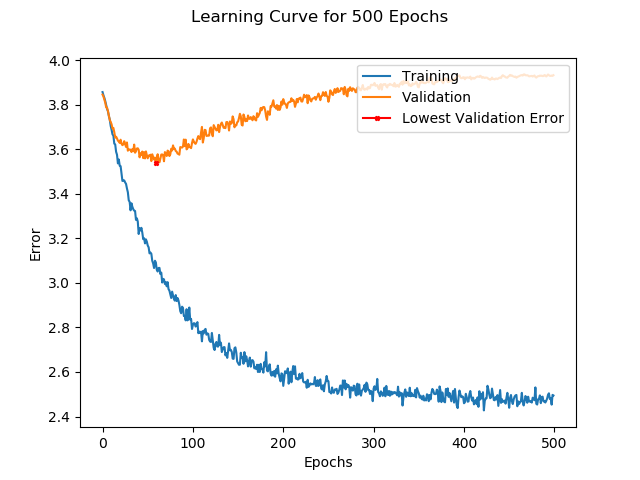 Learning Curve for 500 Epochs
4.0
3.8
3.6
3.4
3.2
3.0
2.8
2.6
2.4
Error
Training
Validation
Lowest Validation Error
0 100 200 300 400 500
Epochs